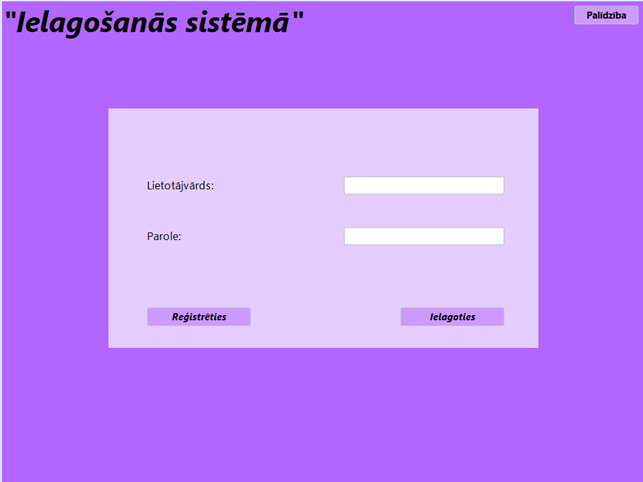 "Ielagošanās sistēmā"
Palīdzība
Lietotājvārds:
Parole:
Reģistrēties
Ielagoties